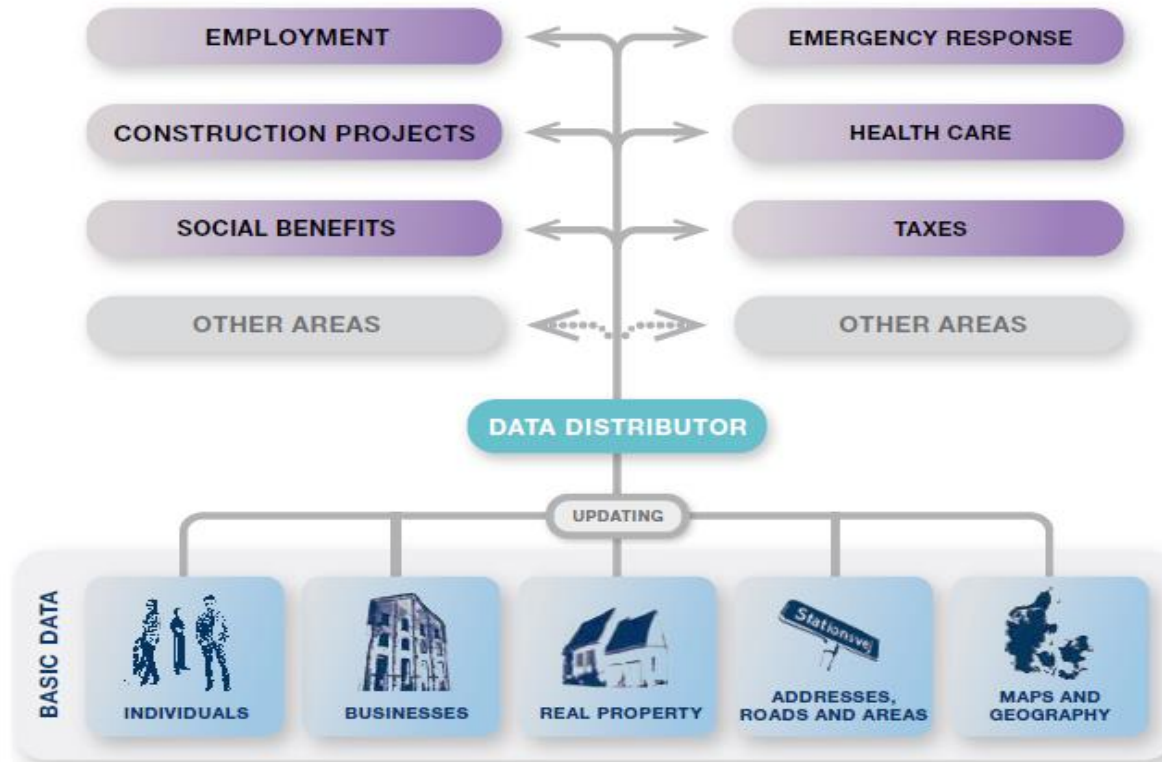 EMPLOYMENT
EMERGENCY RESPONSE
CONSTRUCTION PROJECTS
HEALTH CARE
SOCIAL BENEFITS
TAXES
OTHER AREAS
OTHER AREAS
DATA DISTRIBUTOR
UPDATING
BASIC DATA
Stationsvej
INDIVIDUALS
BUSINESSES
REAL PROPERTY
ADDRESSES,
ROADS AND AREAS
MAPS AND
GEOGRAPHY